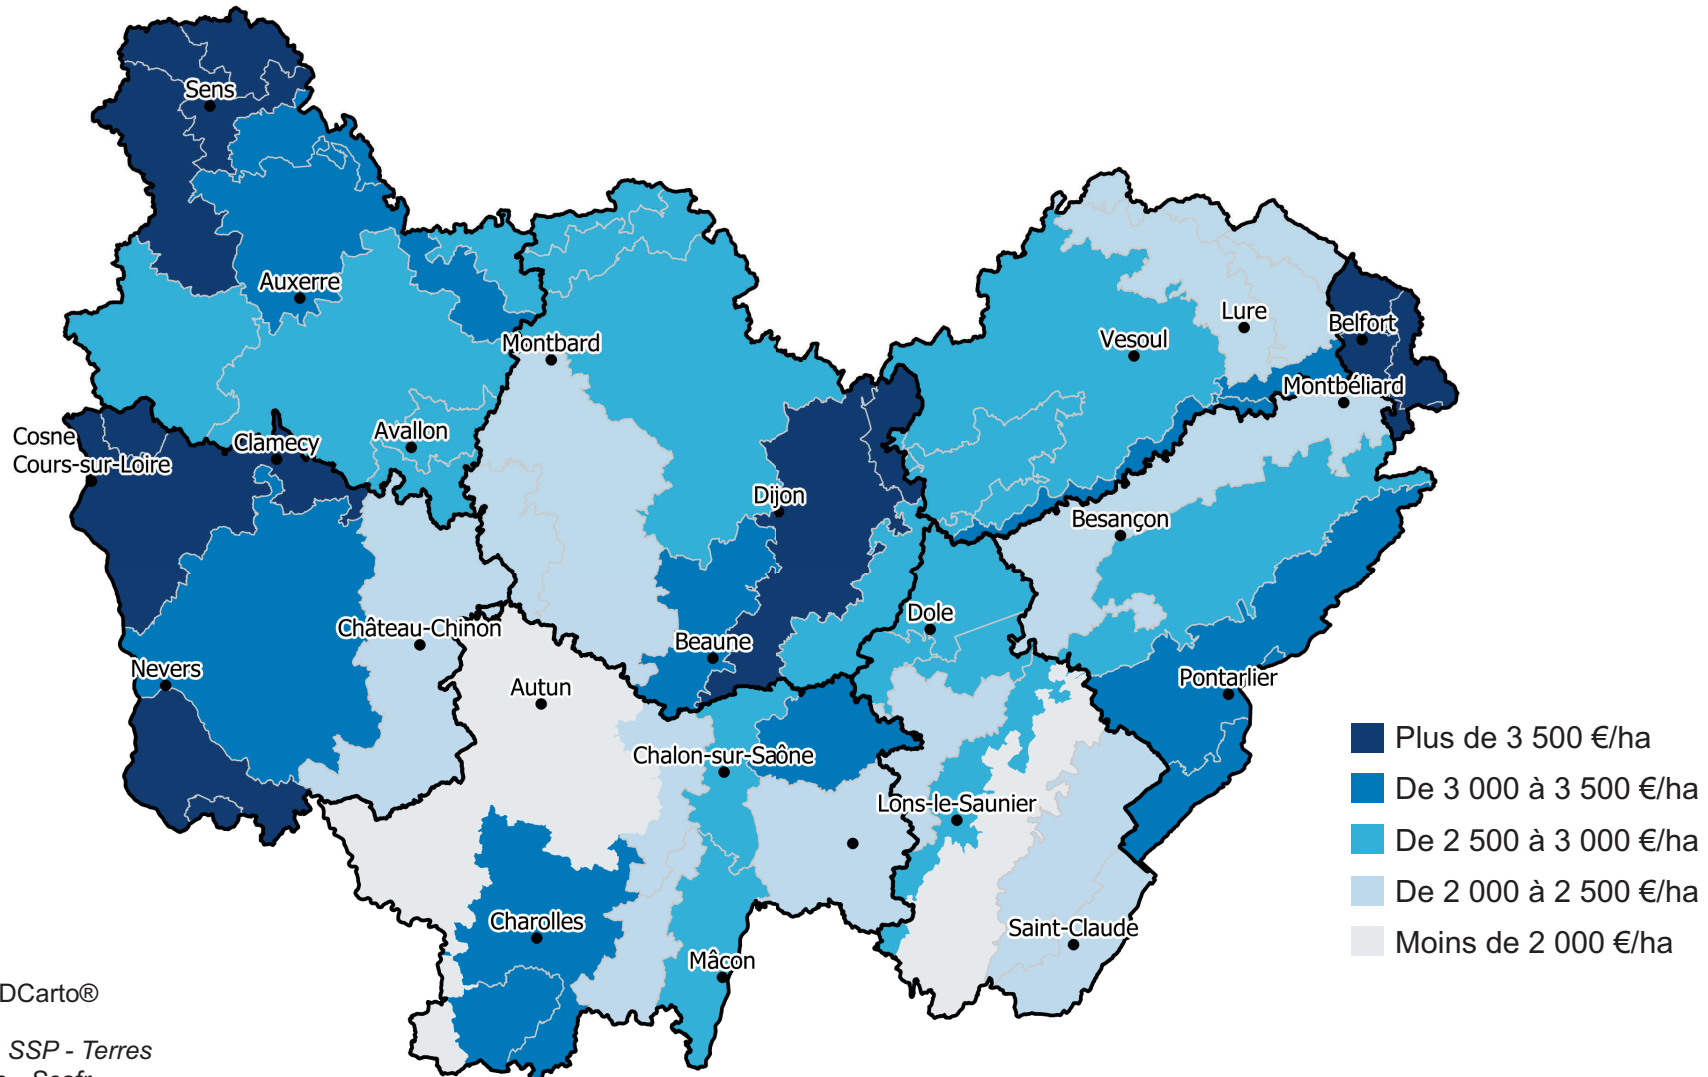 Sens
Auxerre
Montbard
Vesoul
Lure
Belfort
Montbéliard
Cosne
Cours-sur-Loire
Clamecy
Avallon
Dijon
Besançon
Dole
Château-Chinon
Beaune
Nevers
Autun
Pontarlier
Chalon-sur-Saône
Lons-le-Saunier
Charolles
Saint-Claude
Mâcon
Plus de 3 500 €/ha
De 3 000 à 3 500 €/ha
De 2 500 à 3 000 €/ha
De 2 000 à 2 500 €/ha
Moins de 2 000 €/ha
DCarto®
SSP - Terres